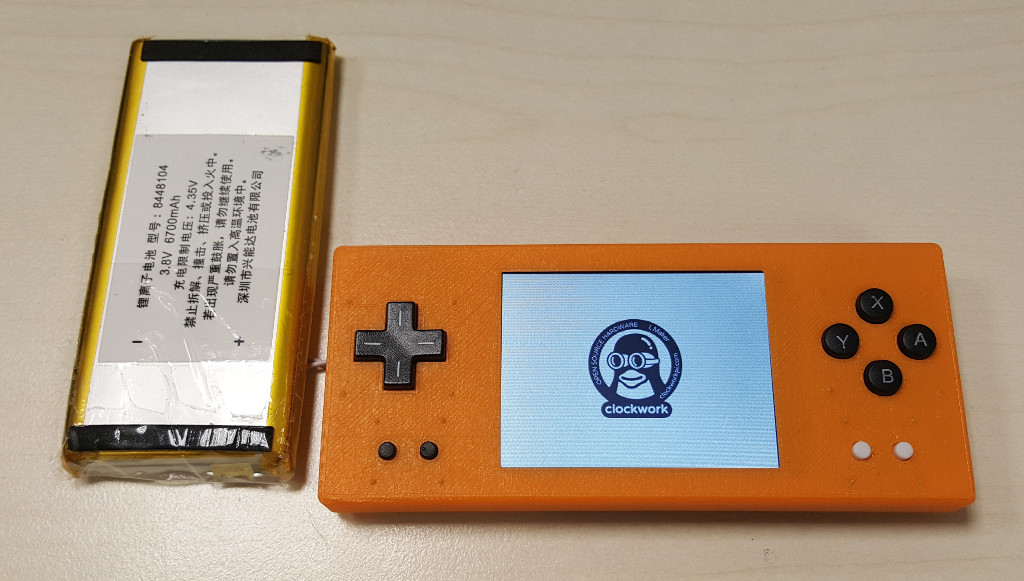 锂离子电池 型号: 8448104
3.8V 6700mAh
充电限制电压: 4.35V
禁止拆解、撞击、挤压或投入火中。
若出现严重鼓胀, 请勿继续使用。
请勿置入高温环境中。
深圳市兴能达电池有限公司
- +
OPEN SOURCE HARDWARE LMaker
clockworkpi.com
clockwork
X
Y A
B